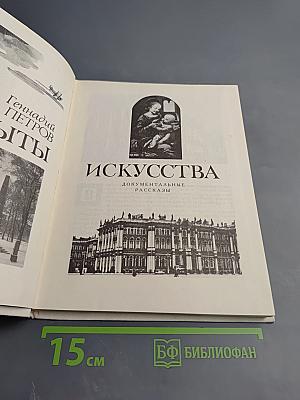 Геннадий
ПЕТРОВ
ЫТЫ
ИСКУССТВА
ДОКУМЕНТАЛЬНЫЕ
РАССКАЗЫ
15 см
БФ БИБЛИОФАН